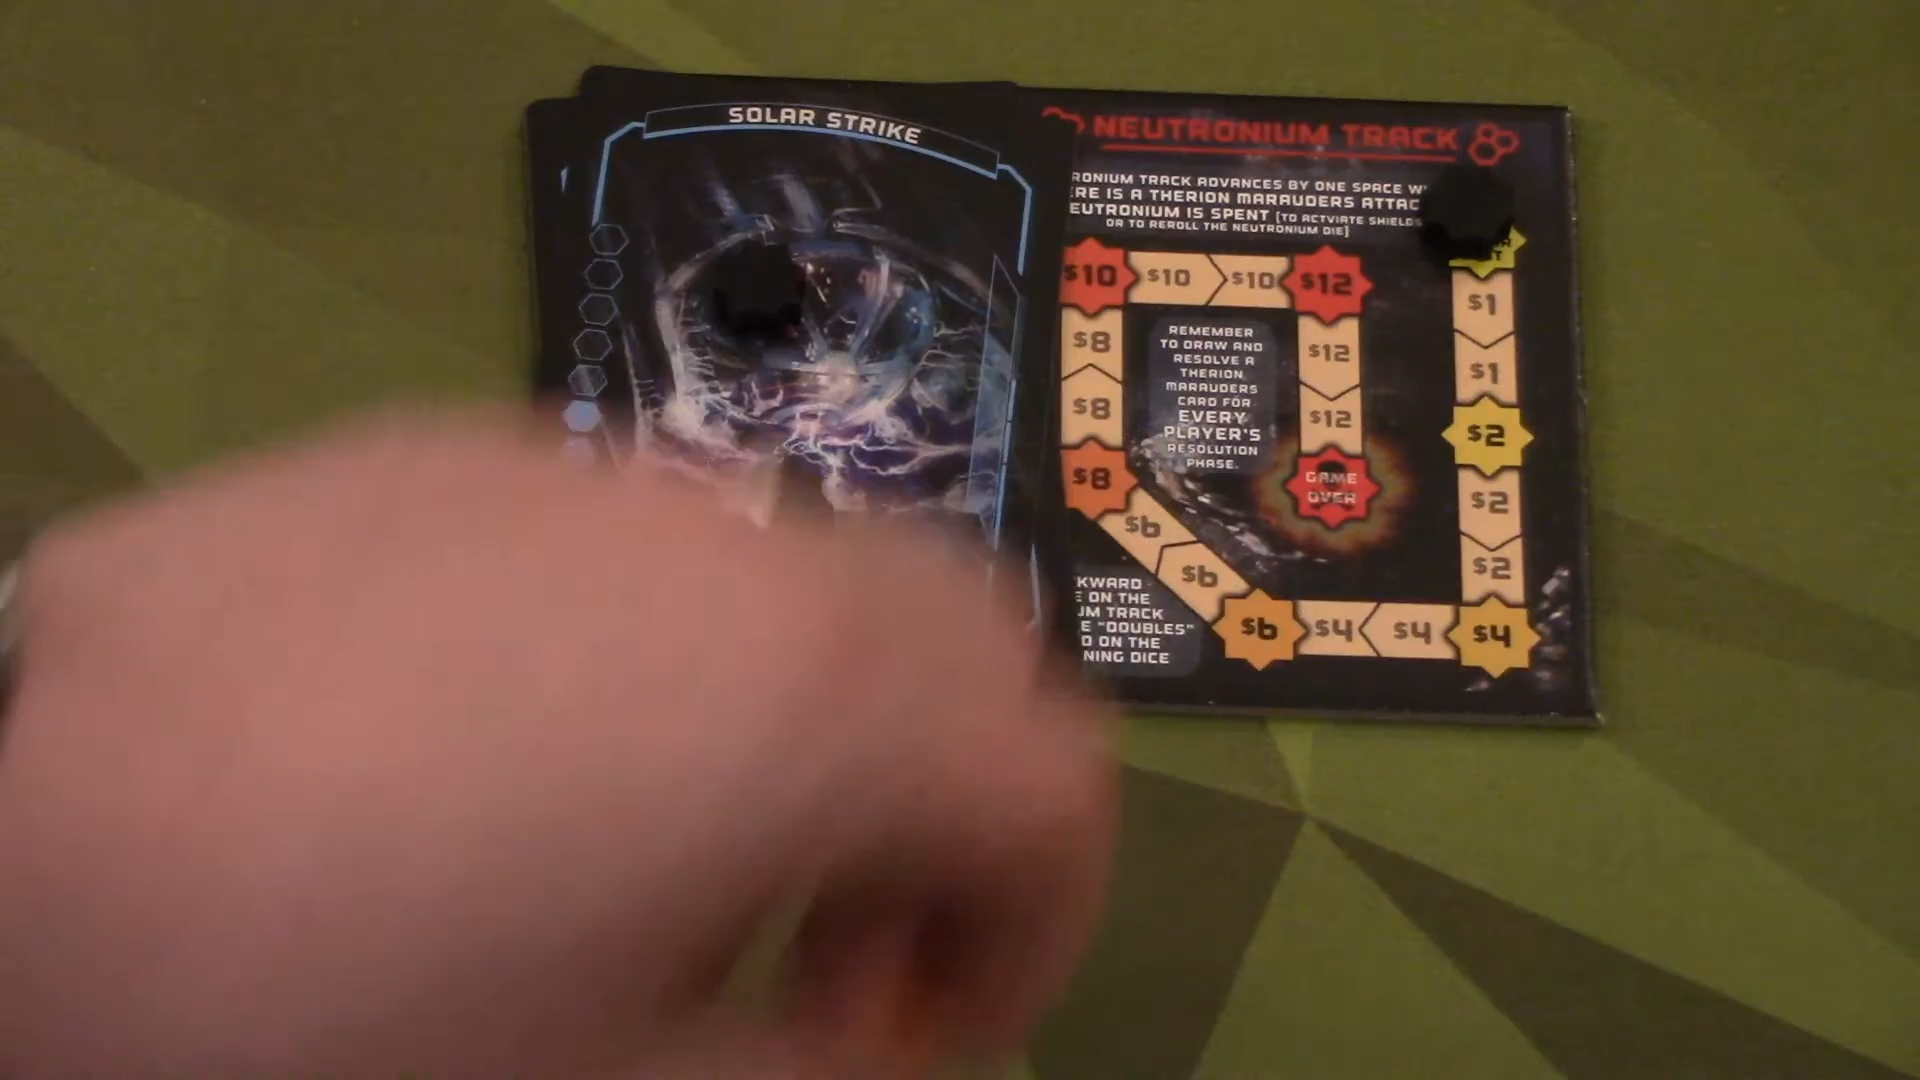 SOLAR STRIKE
NEUTRONIUM TRACK
RONIUM TRACK ADVANCES BY ONE SPACE W
ERE IS A THERION MARAUDERS ATTAC
EUTRONIUM IS SPENT (TO ACTVIATE SHIELDS
OR TO REROLL THE NEUTRONIUM DIE)
$10 $10 $10 $12
$1
$8
$12
$1
$8
$12
$2
$8
GAME
OVER
$2
$6
$6
$2
$6 $4 $4 $4
REMEMBER
TO DRAW AND
RESOLVE A
THERION
MARAUDERS
CARD FOR
EVERY
PLAYER'S
RESOLUTION
PHASE.
KWARD
E ON THE
UM TRACK
E "DOUBLES"
D ON THE
NING DICE